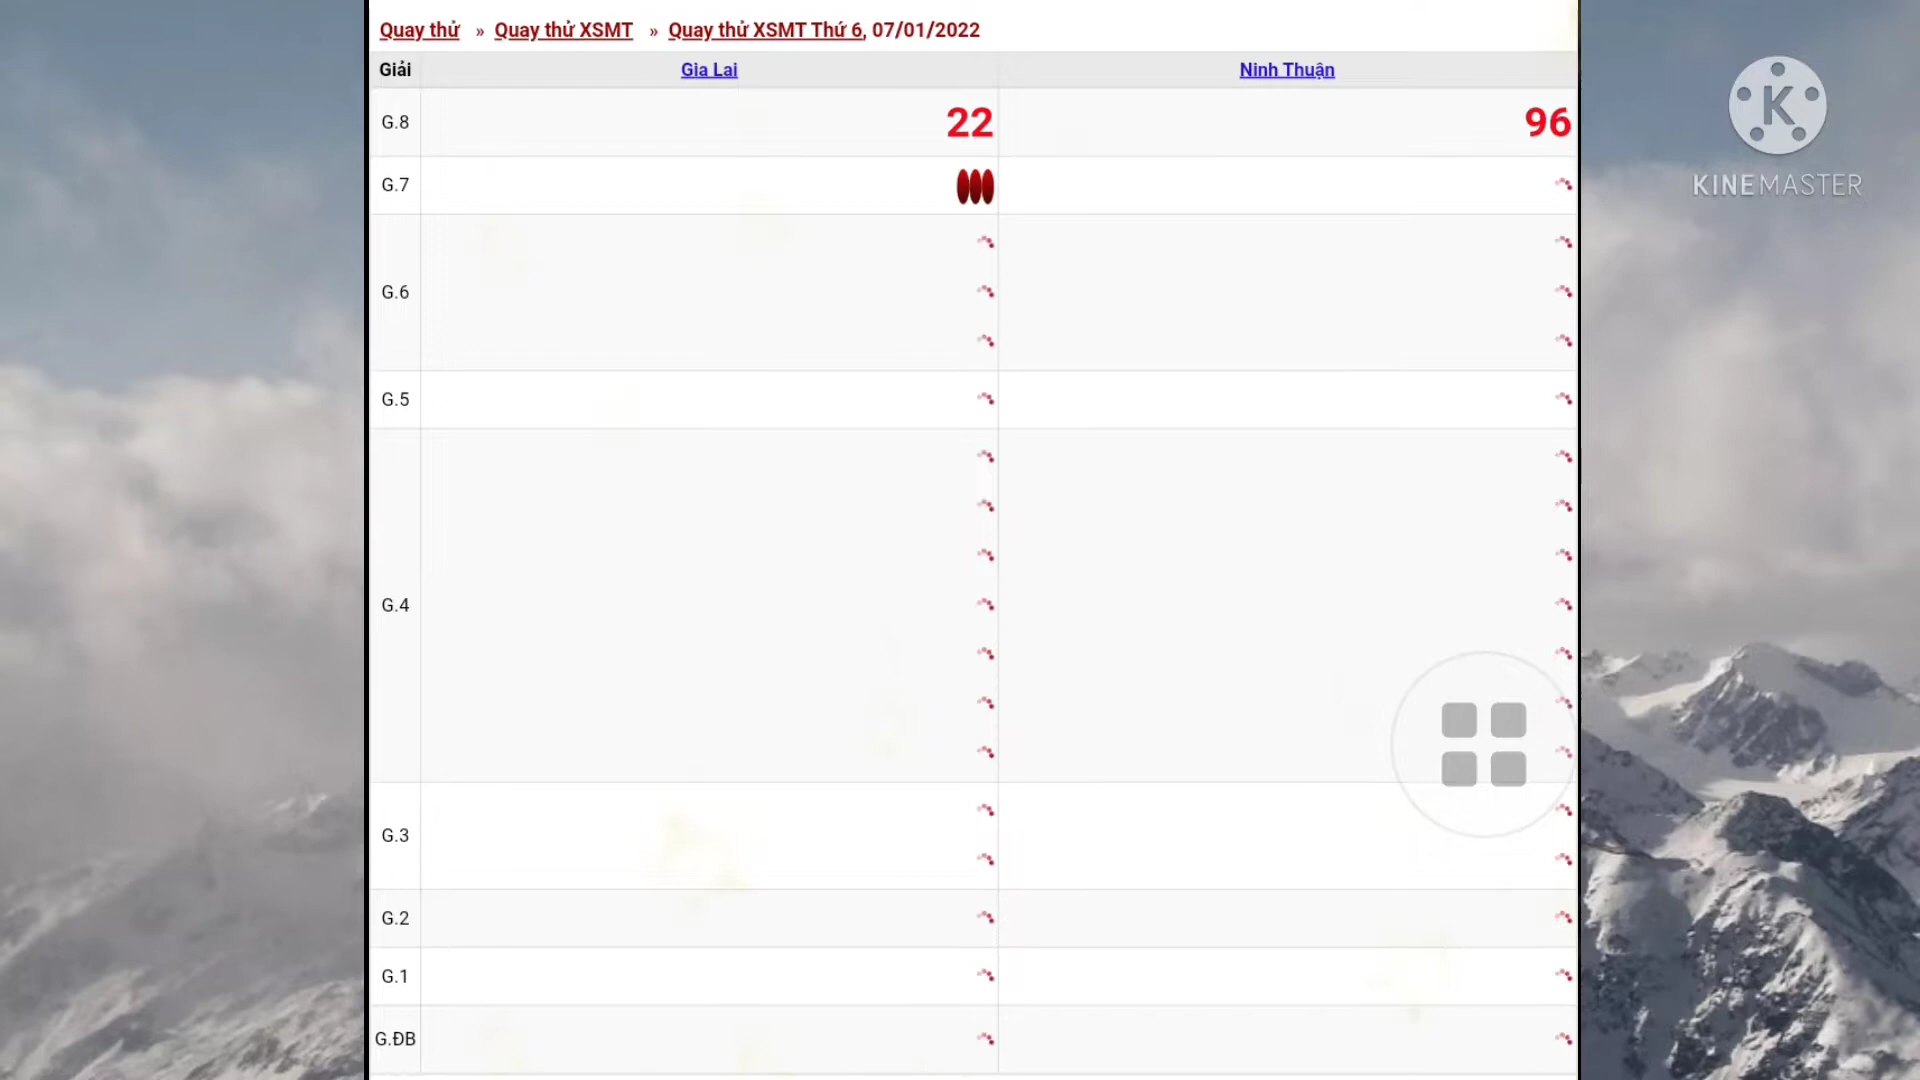 Quay thử » Quay thử XSMT » Quay thử XSMT Thứ 6, 07/01/2022
Giải Gia Lai Ninh Thuận
G.8 22 96
G.7
G.6
G.5
G.4
G.3
G.2
G.1
G.ĐB
K
KINEMASTER